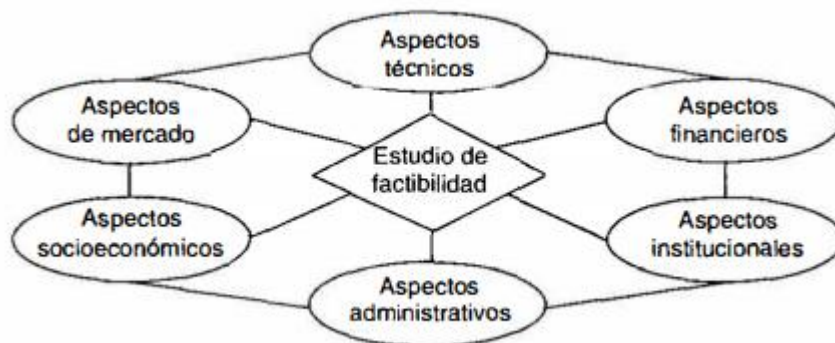 Aspectos
técnicos
Aspectos
de mercado
Aspectos
financieros
Estudio de
factibilidad
Aspectos
socioeconómicos
Aspectos
institucionales
Aspectos
administrativos